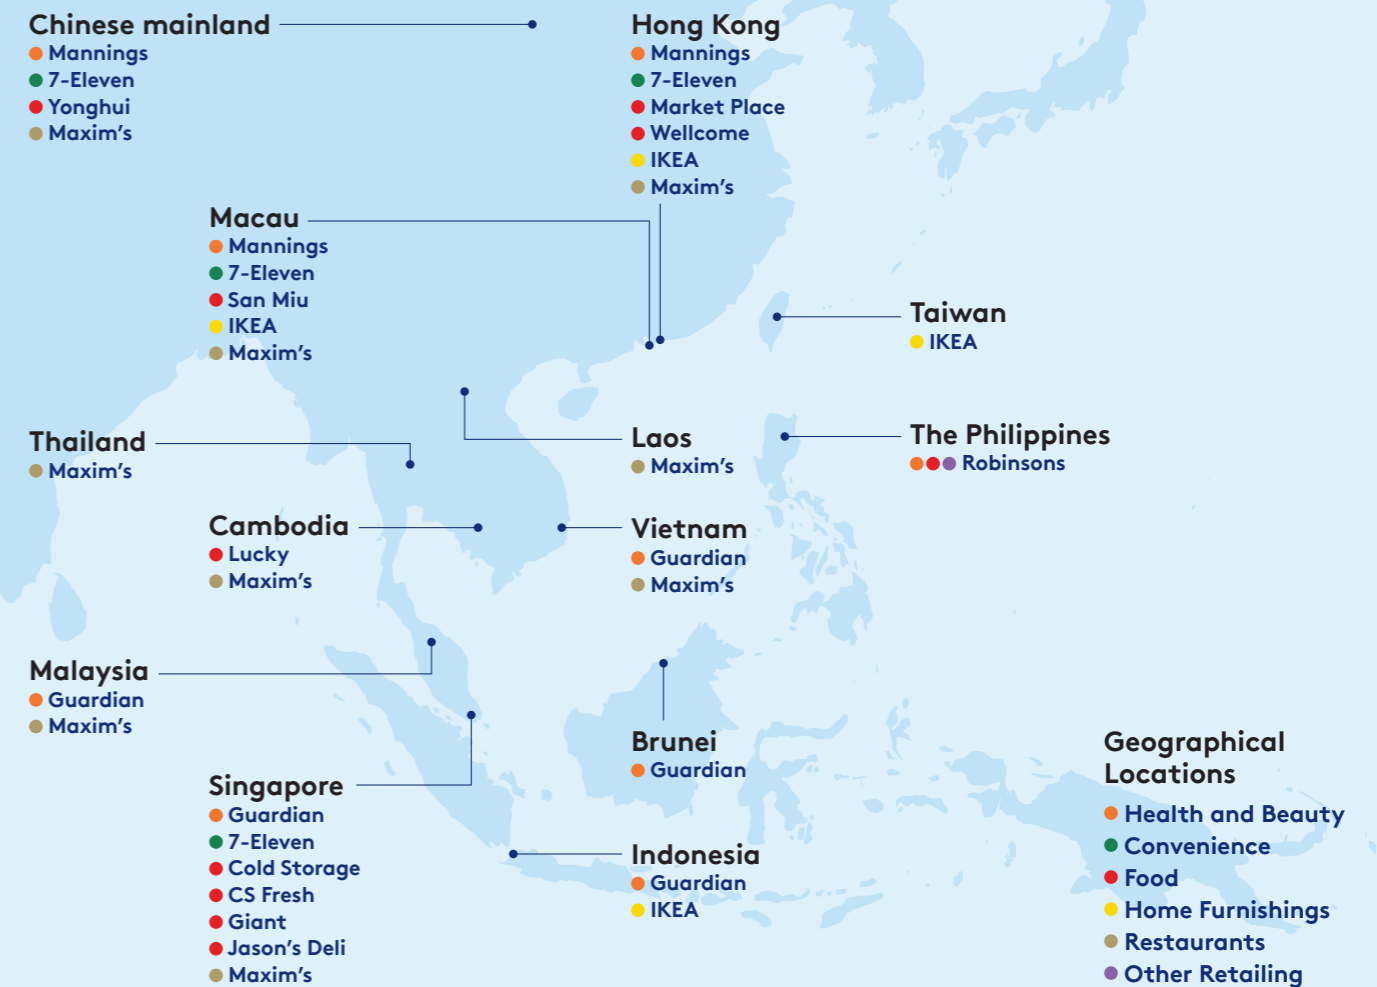 Chinese mainland
Mannings
7-Eleven
Yonghui
Maxim's
Hong Kong
Mannings
7-Eleven
Market Place
Wellcome
IKEA
Maxim's
Macau
Mannings
7-Eleven
San Miu
IKEA
Maxim's
Taiwan
IKEA
Thailand
Maxim's
Laos
Maxim's
The Philippines
Robinsons
Cambodia
Lucky
Maxim's
Vietnam
Guardian
Maxim's
Malaysia
Guardian
Maxim's
Brunei
Guardian
Singapore
Guardian
7-Eleven
Cold Storage
CS Fresh
Giant
Jason's Deli
Maxim's
Indonesia
Guardian
IKEA
Geographical
Locations
Health and Beauty
Convenience
Food
Home Furnishings
Restaurants
Other Retailing